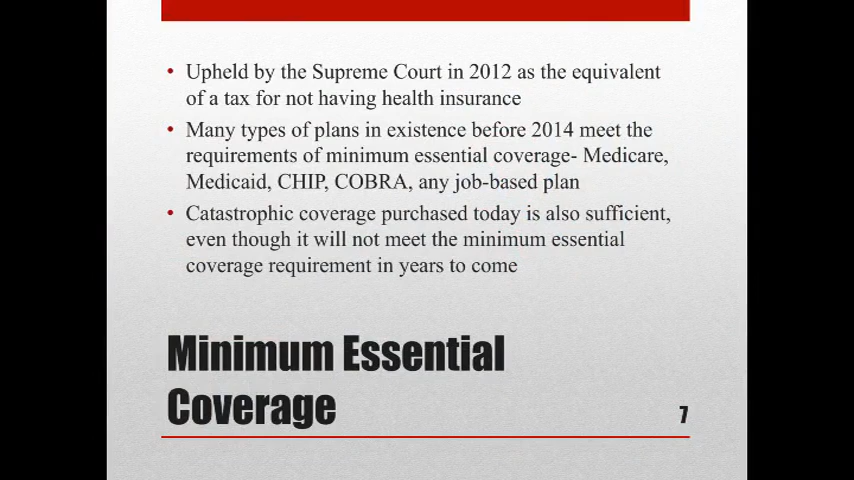 • Upheld by the Supreme Court in 2012 as the equivalent
of a tax for not having health insurance
• Many types of plans in existence before 2014 meet the
requirements of minimum essential coverage- Medicare,
Medicaid, CHIP, COBRA, any job-based plan
• Catastrophic coverage purchased today is also sufficient,
even though it will not meet the minimum essential
coverage requirement in years to come
Minimum Essential
Coverage
7